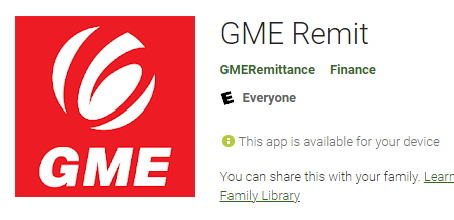 GME
GME Remit
GMERemittance Finance
E Everyone
This app is available for your device
You can share this with your family. Learn
Family Library